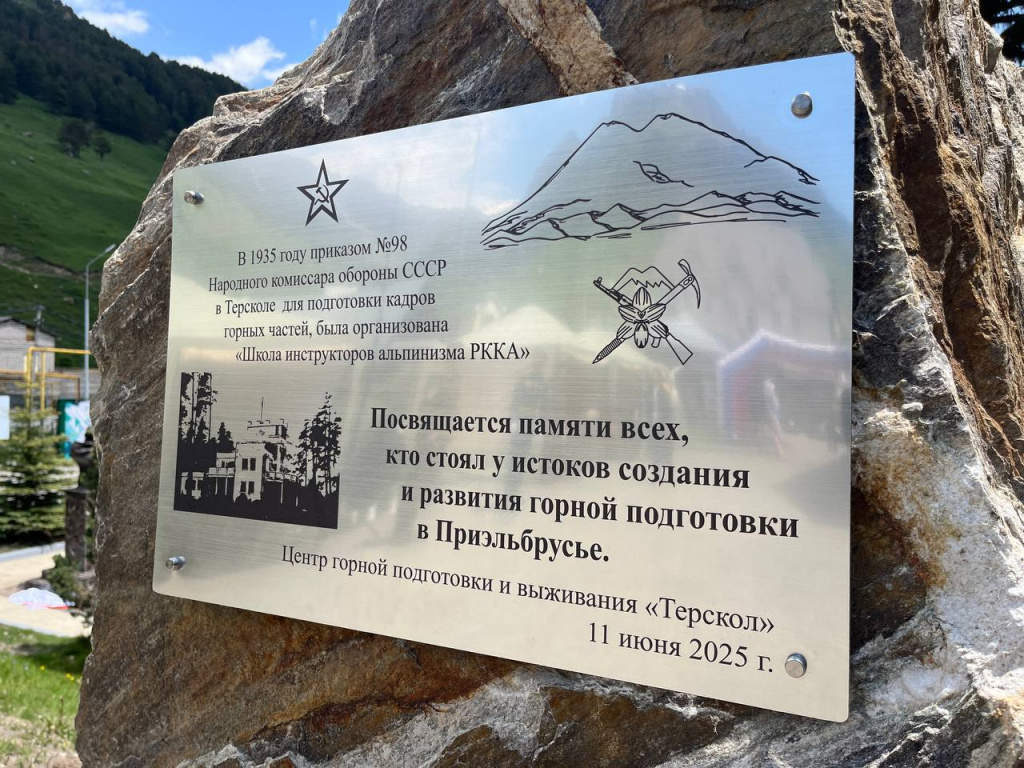 В 1935 году приказом №98
Народного комиссара обороны СССР
в Терсколе для подготовки кадров
горных частей, была организована
«Школа инструкторов альпинизма РККА»
Посвящается памяти всех,
кто стоял у истоков создания
и развития горной подготовки
в Приэльбрусье.
Центр горной подготовки и выживания «Терскол»
11 июня 2025 г.